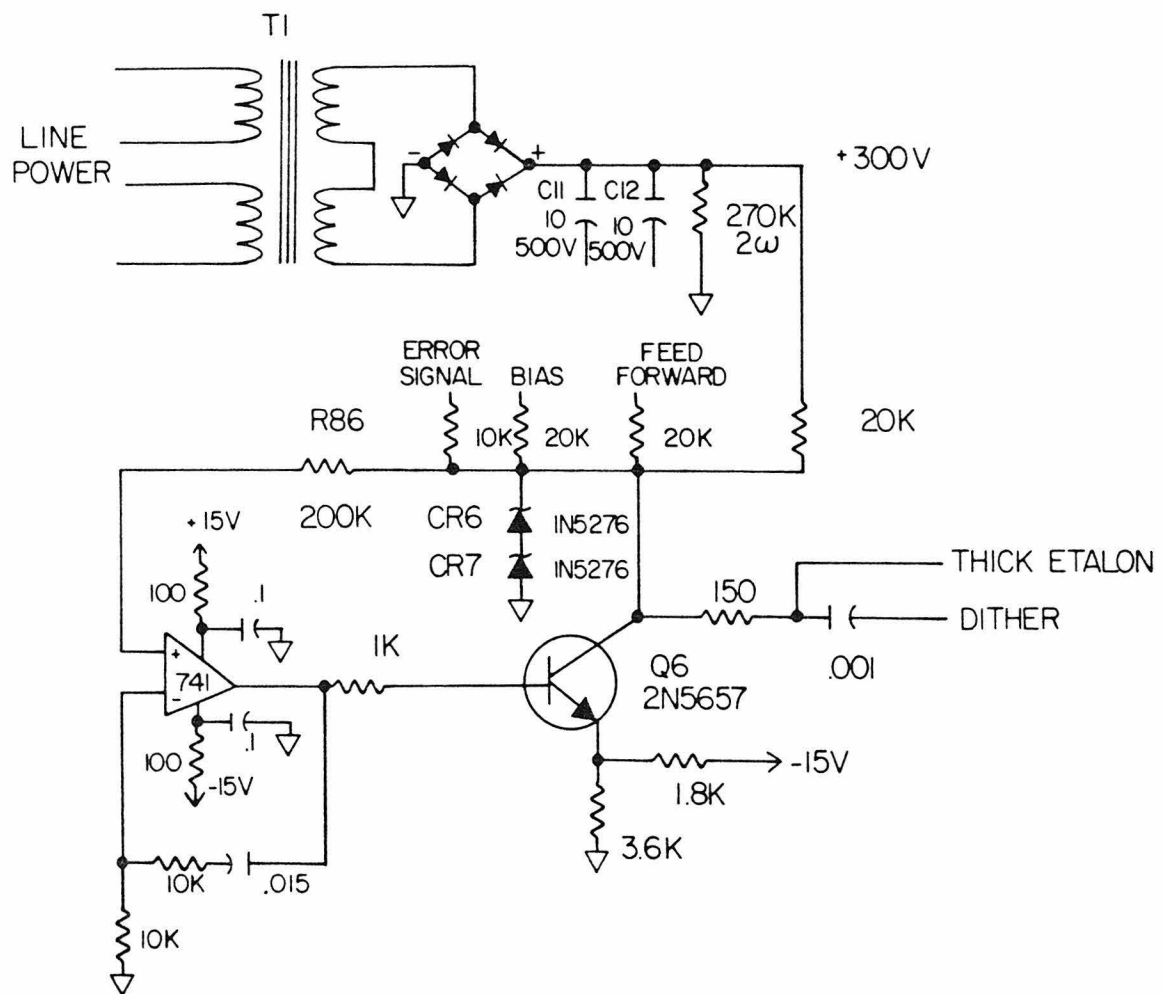 T1
LINE
POWER
-
+
+300V
C11
10
500V
C12
10
500V
270K
2ω
ERROR
SIGNAL
BIAS
FEED
FORWARD
R86
10K
20K
20K
20K
200K
+15V
CR6
1N5276
CR7
1N5276
100
.1
THICK ETALON
150
DITHER
.001
+
741
-
1K
Q6
2N5657
.1
100
-15V
-15V
1.8K
3.6K
10K
.015
10K